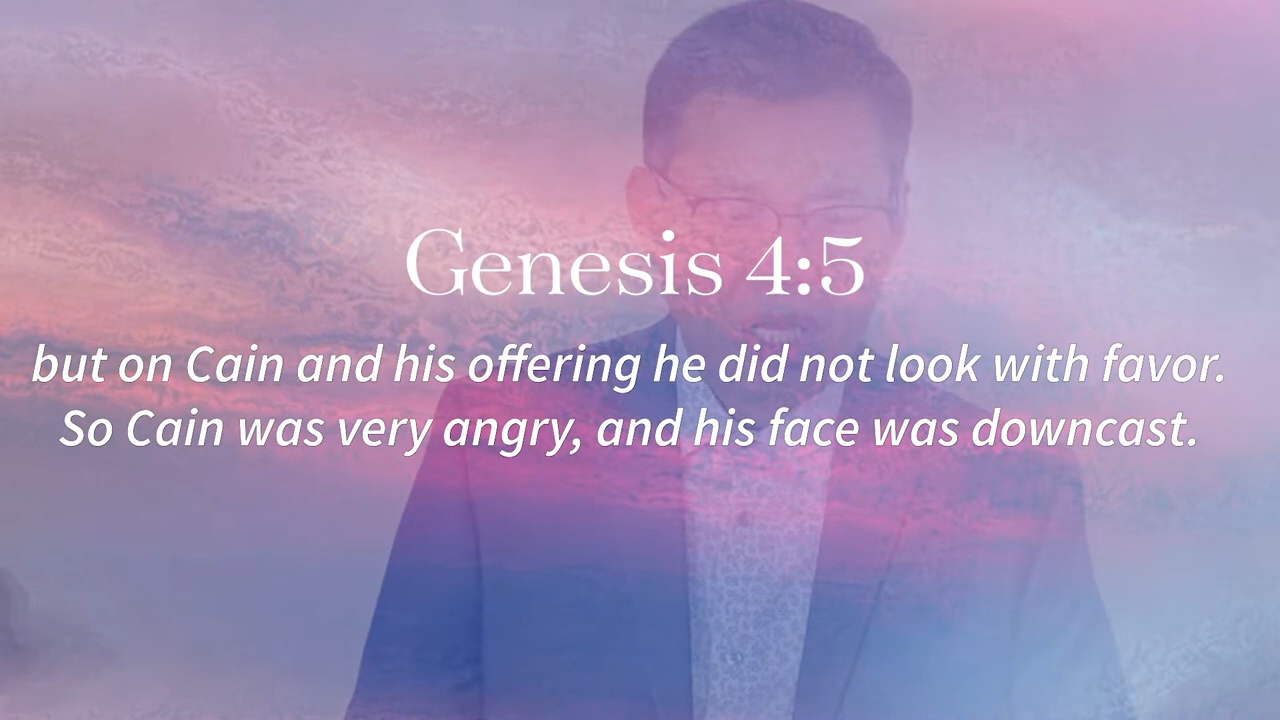 Genesis 4:5
but on Cain and his offering he did not look with favor.
So Cain was very angry, and his face was downcast.